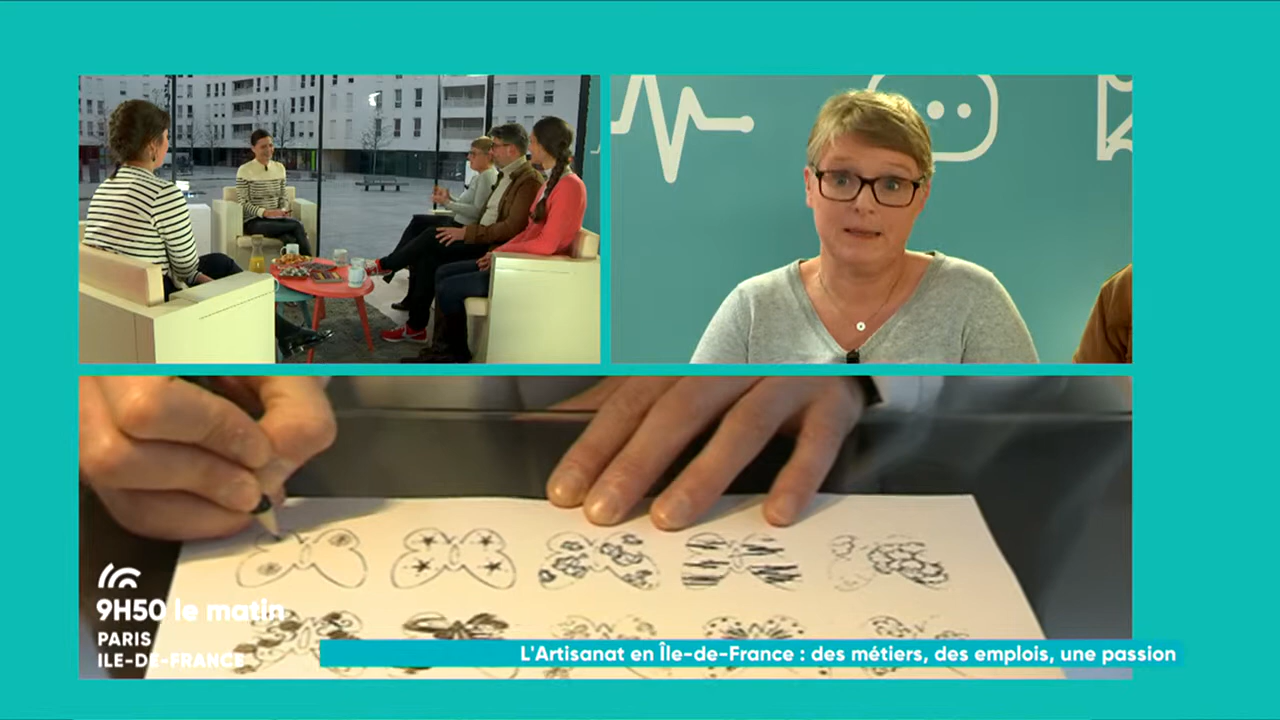 9H50 le matin
PARIS
ILE-DE-FRANCE
L'Artisanat en Île-de-France : des métiers, des emplois, une passion